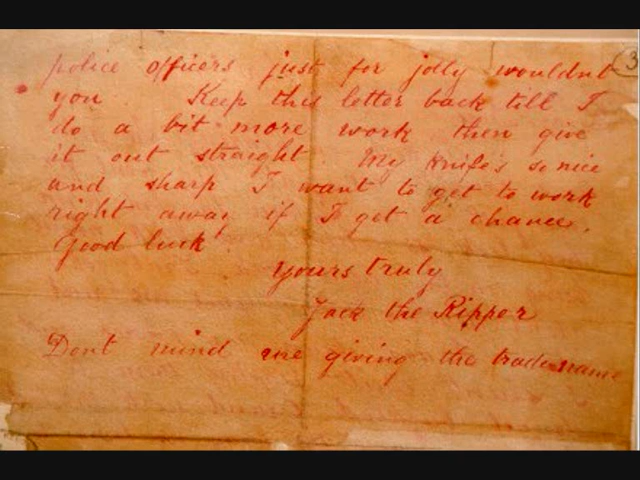 3
police officers just for jolly wouldnt
you. Keep this letter back till I
do a bit more work then give
it out straight. My knife's so nice
and sharp I want to get to work
right away if I get a chance.
Good luck.
yours truly
Jack the Ripper
Dont mind me giving the trade name